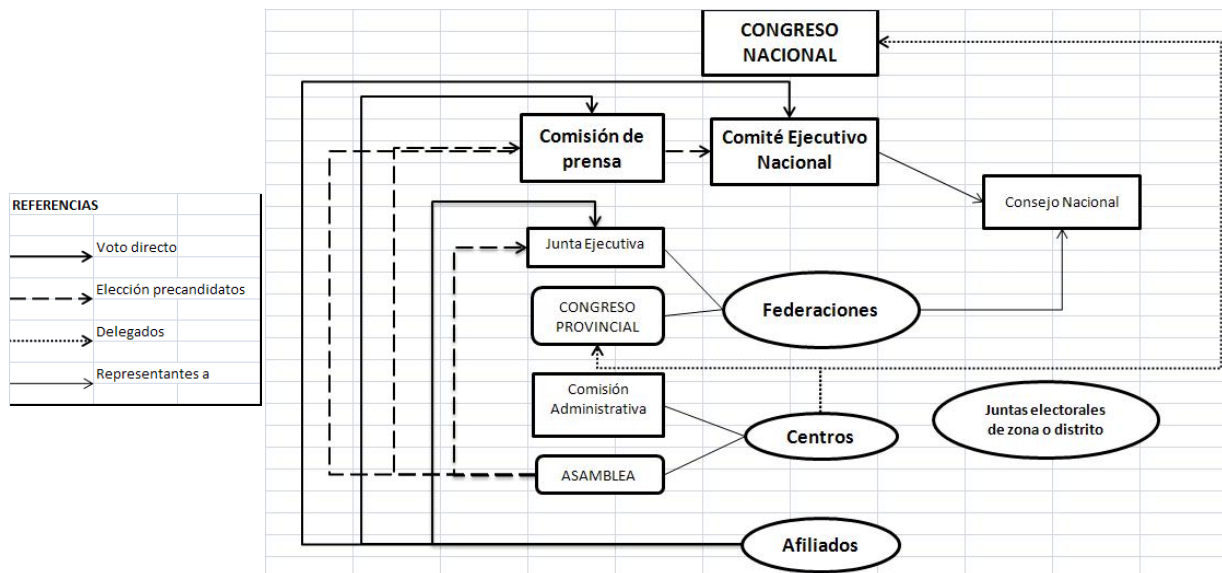 CONGRESO
NACIONAL
Comisión de
prensa
Comité Ejecutivo
Nacional
Consejo Nacional
REFERENCIAS
Voto directo
Elección precandidatos
Delegados
Representantes a
Junta Ejecutiva
CONGRESO
PROVINCIAL
Federaciones
Comisión
Administrativa
Centros
Juntas electorales
de zona o distrito
ASAMBLEA
Afiliados